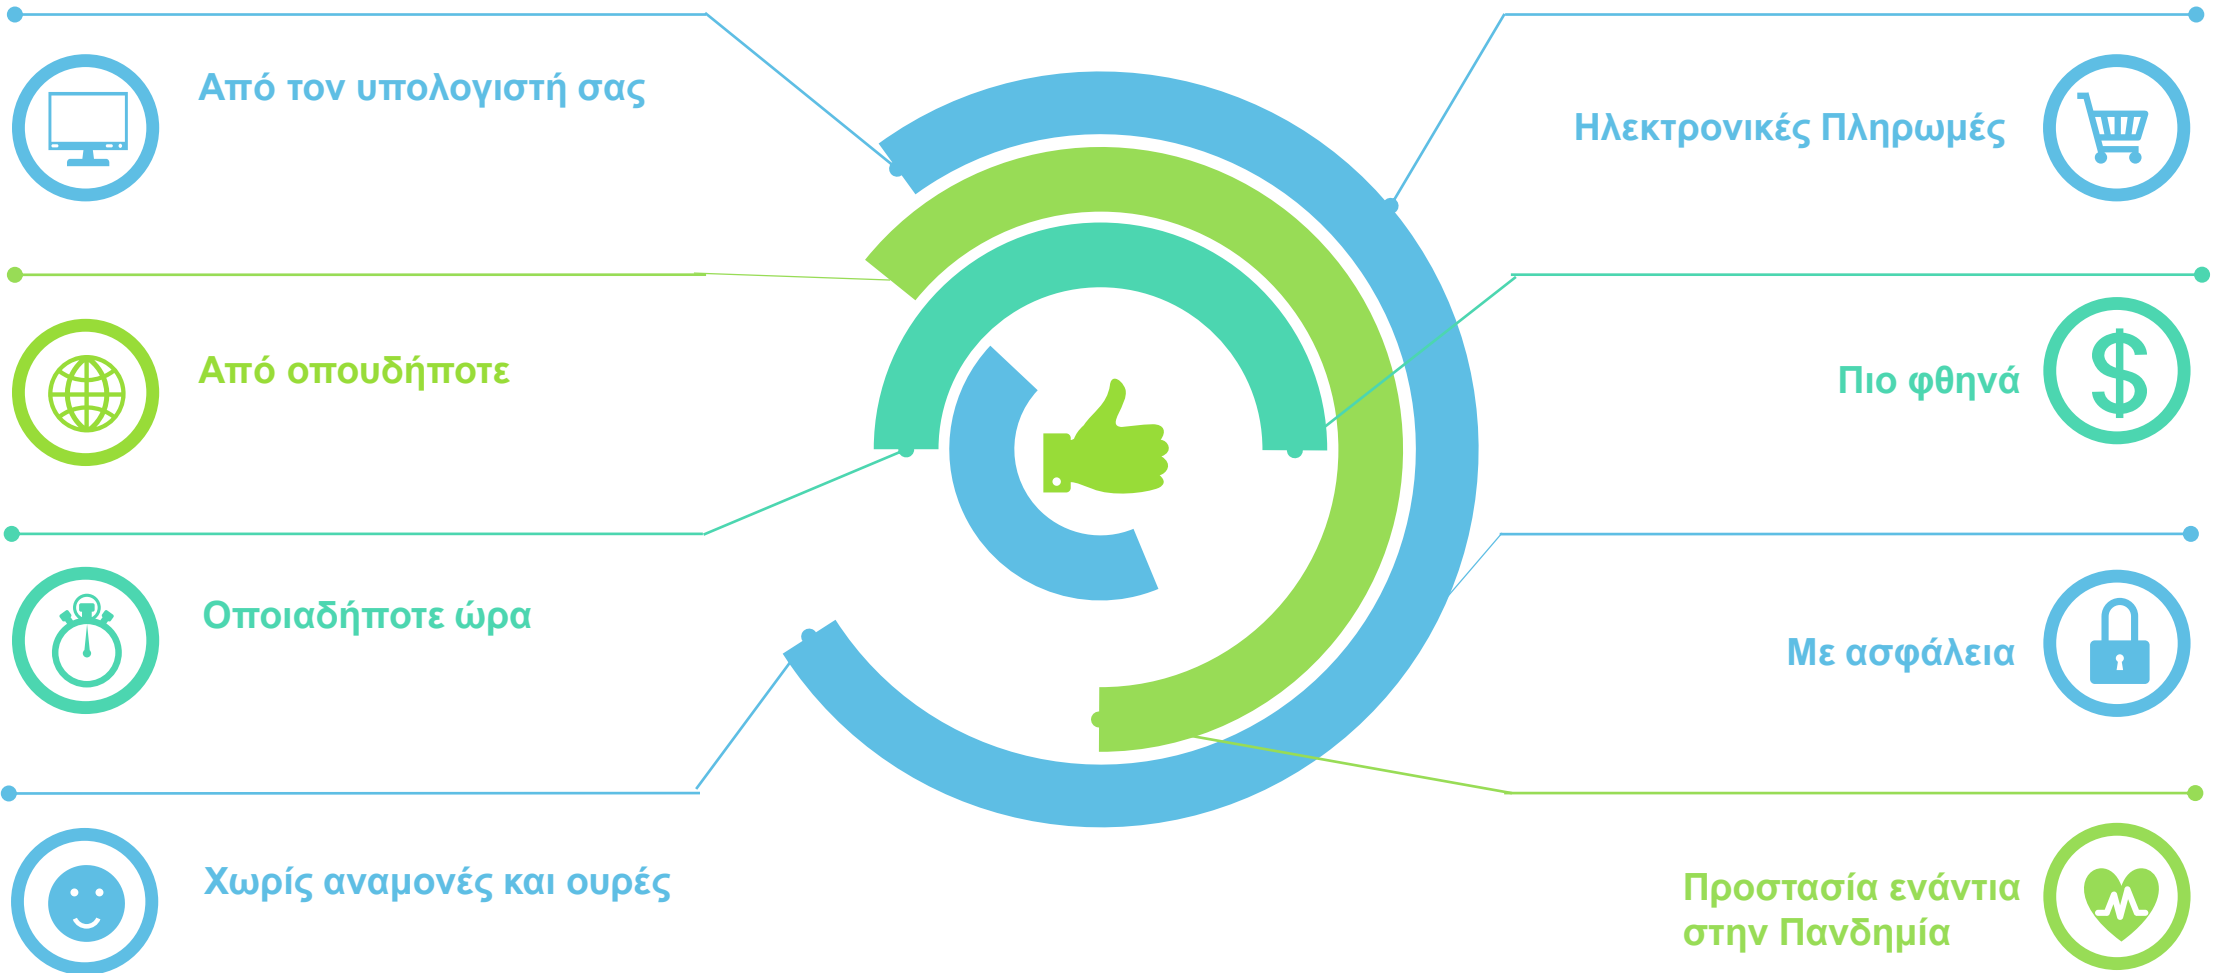 Από τον υπολογιστή σας
Από οπουδήποτε
Οποιαδήποτε ώρα
Χωρίς αναμονές και ουρές
Ηλεκτρονικές Πληρωμές
Πιο φθηνά
Με ασφάλεια
Προστασία ενάντια
στην Πανδημία